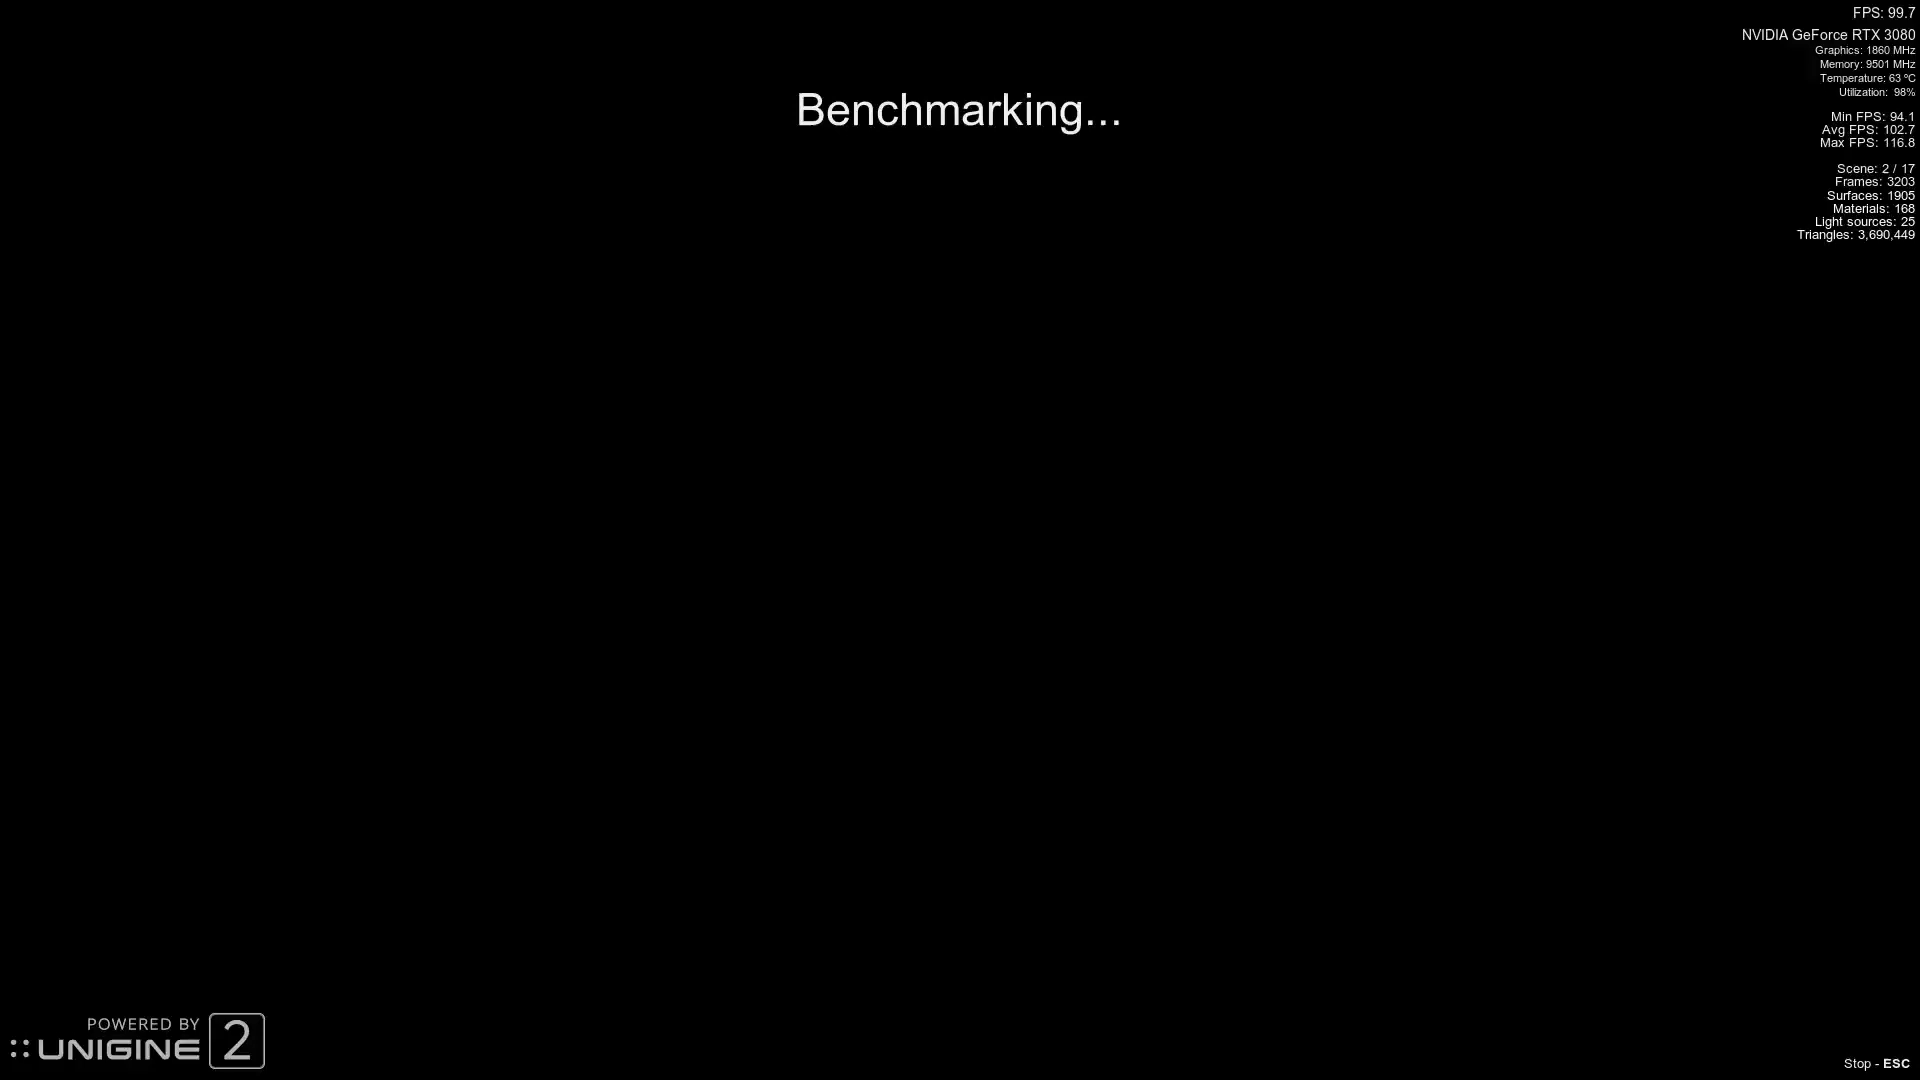 FPS: 99.7
NVIDIA GeForce RTX 3080
Graphics: 1860 MHz
Memory: 9501 MHz
Temperature: 63 ºC
Utilization: 98%
Benchmarking...
Min FPS: 94.1
Avg FPS: 102.7
Max FPS: 116.8
Scene: 2 / 17
Frames: 3203
Surfaces: 1905
Materials: 168
Light sources: 25
Triangles: 3,690,449
POWERED BY
UNIGINE 2
Stop - ESC